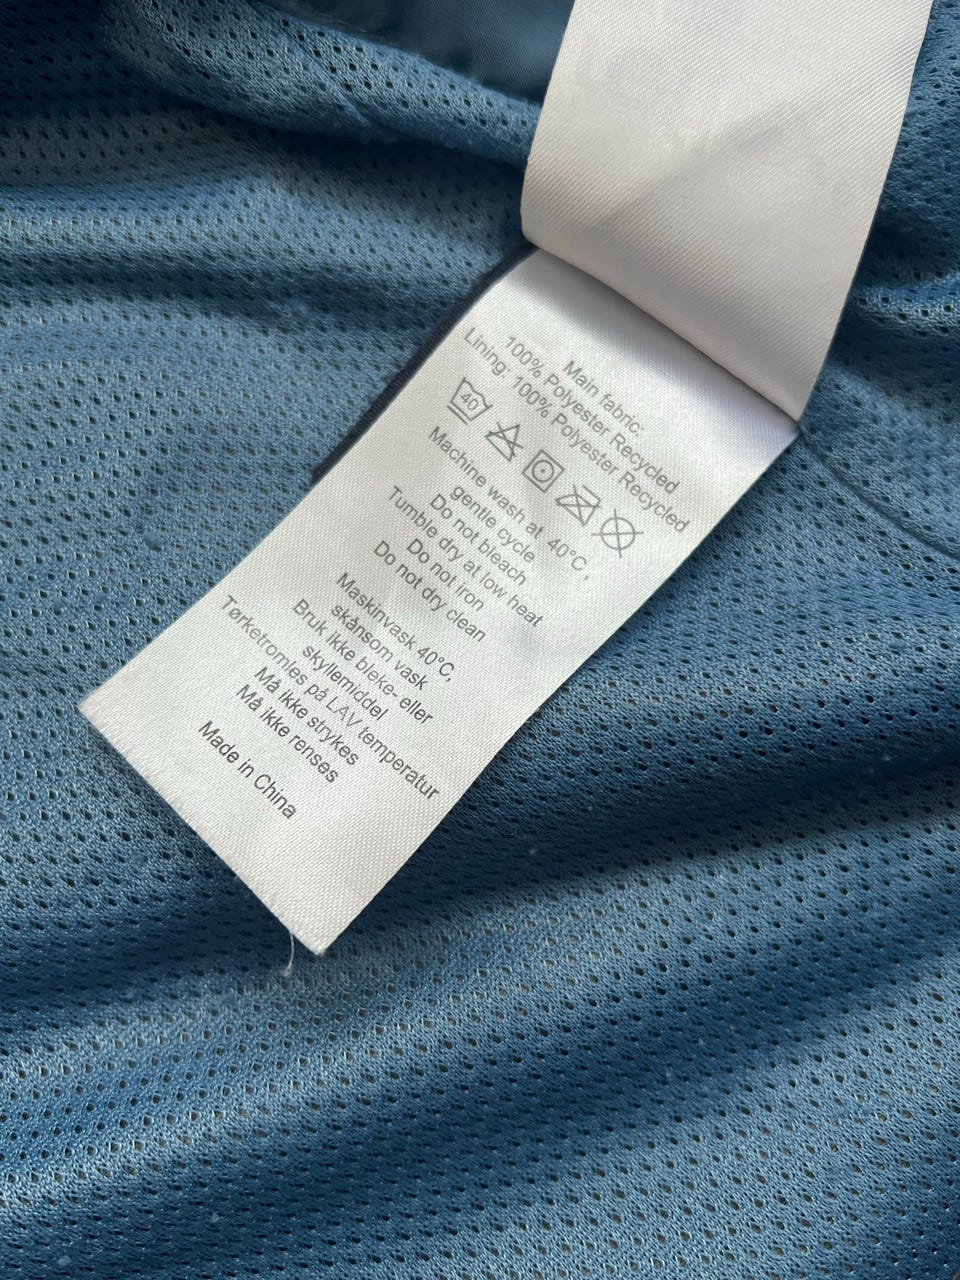 Main fabric:
100% Polyester Recycled
Lining: 100% Polyester Recycled
40
Machine wash at 40°C,
gentle cycle
Do not bleach
Tumble dry at low heat
Do not iron
Do not dry clean
Maskinvask 40°C,
skånsom vask
Bruk ikke bleke- eller
skyllemiddel
Tørketromles på LAV temperatur
Må ikke strykes
Må ikke renses
Made in China